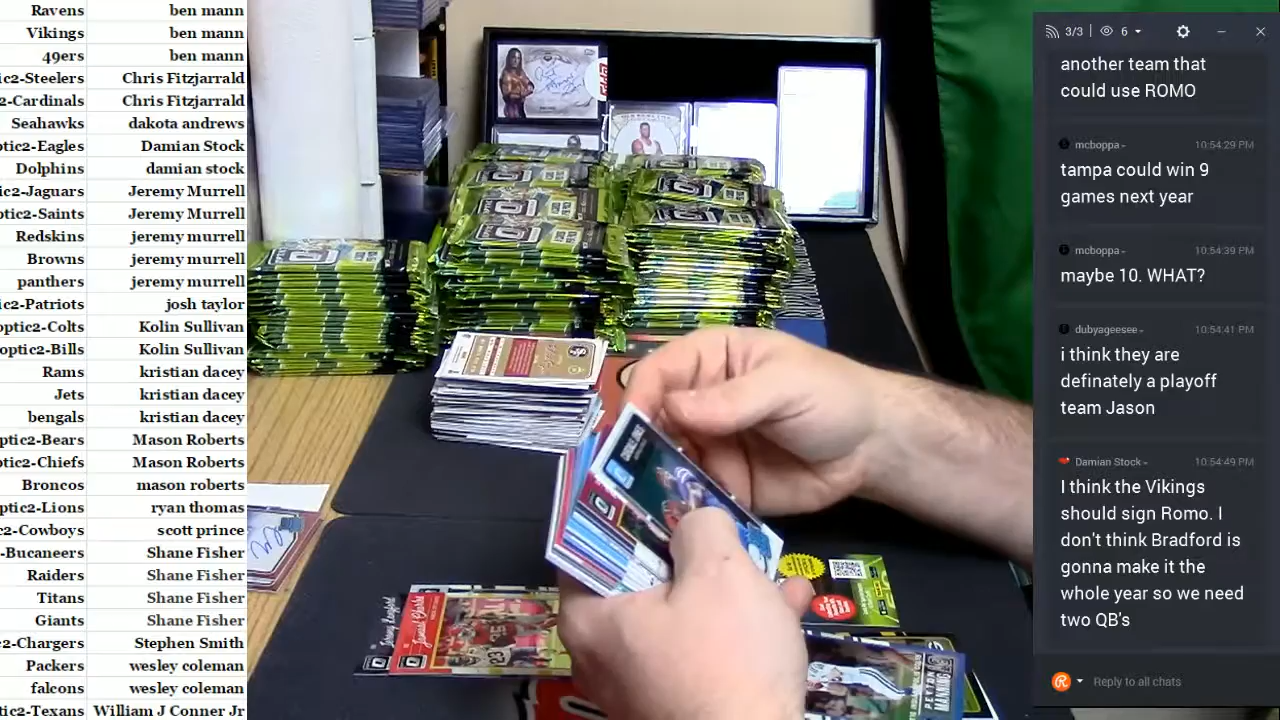 Ravens ben mann
Vikings ben mann
49ers ben mann
ic2-Steelers Chris Fitzjarrald
2-Cardinals Chris Fitzjarrald
Seahawks dakota andrews
ptic2-Eagles Damian Stock
Dolphins damian stock
ptic2-Jaguars Jeremy Murrell
optic2-Saints Jeremy Murrell
Redskins jeremy murrell
Browns jeremy murrell
panthers jeremy murrell
ic2-Patriots josh taylor
optic2-Colts Kolin Sullivan
optic2-Bills Kolin Sullivan
Rams kristian dacey
Jets kristian dacey
bengals kristian dacey
ptic2-Bears Mason Roberts
ptic2-Chiefs Mason Roberts
Broncos mason roberts
optic2-Lions ryan thomas
ic2-Cowboys scott prince
-Bucaneers Shane Fisher
Raiders Shane Fisher
Titans Shane Fisher
Giants Shane Fisher
c2-Chargers Stephen Smith
Packers wesley coleman
falcons wesley coleman
ptic2-Texans William J Conner Jr
PEYTON
MANNING
3/3 6
another team that
could use ROMO
mcboppa 10:54:29 PM
tampa could win 9
games next year
mcboppa 10:54:39 PM
maybe 10. WHAT?
dubyageesee 10:54:41 PM
i think they are
definately a playoff
team Jason
Damian Stock 10:54:49 PM
I think the Vikings
should sign Romo. I
don't think Bradford is
gonna make it the
whole year so we need
two QB's
Reply to all chats